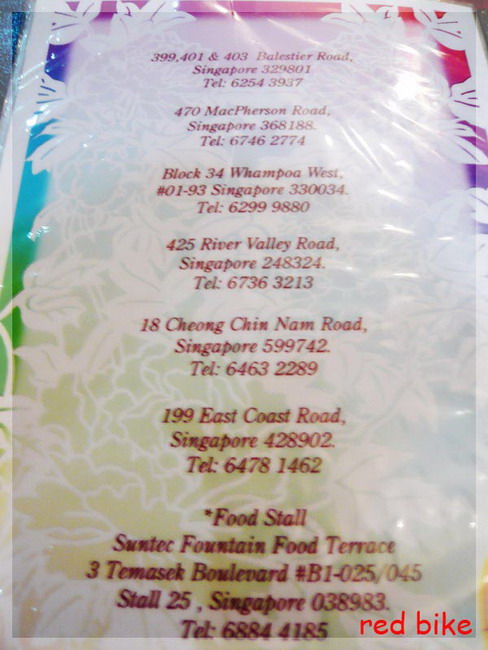 399,401 & 403 Balestier Road,
Singapore 329801
Tel: 6254 3937
470 MacPherson Road,
Singapore 368188.
Tel: 6746 2774
Block 34 Whampoa West,
#01-93 Singapore 330034.
Tel: 6299 9880
425 River Valley Road,
Singapore 248324.
Tel: 6736 3213
18 Cheong Chin Nam Road,
Singapore 599742.
Tel: 6463 2289
199 East Coast Road,
Singapore 428902.
Tel: 6478 1462
*Food Stall
Suntec Fountain Food Terrace
3 Temasek Boulevard #B1-025/045
Stall 25 , Singapore 038983.
Tel: 6884 4185
red bike